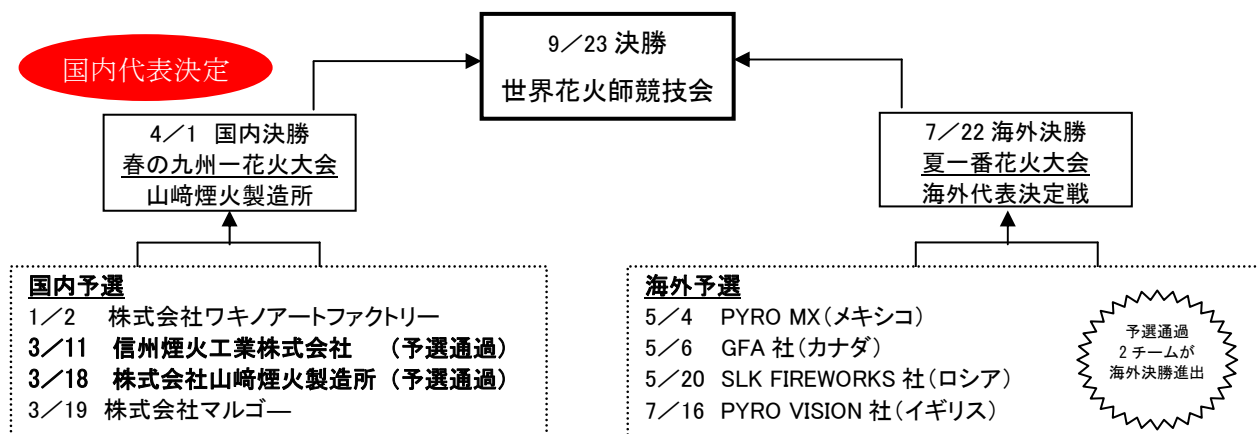 国内代表決定
9／23 決勝
世界花火師競技会
4／1 国内決勝
春の九州一花火大会
山﨑煙火製造所
7／22 海外決勝
夏一番花火大会
海外代表決定戦
国内予選
1／2 株式会社ワキノアートファクトリー
3／11 信州煙火工業株式会社 （予選通過）
3／18 株式会社山﨑煙火製造所 （予選通過）
3／19 株式会社マルゴ―
海外予選
5／4 PYRO MX（メキシコ）
5／6 GFA 社（カナダ）
5／20 SLK FIREWORKS 社（ロシア）
7／16 PYRO VISION 社（イギリス）
予選通過
2 チームが
海外決勝進出